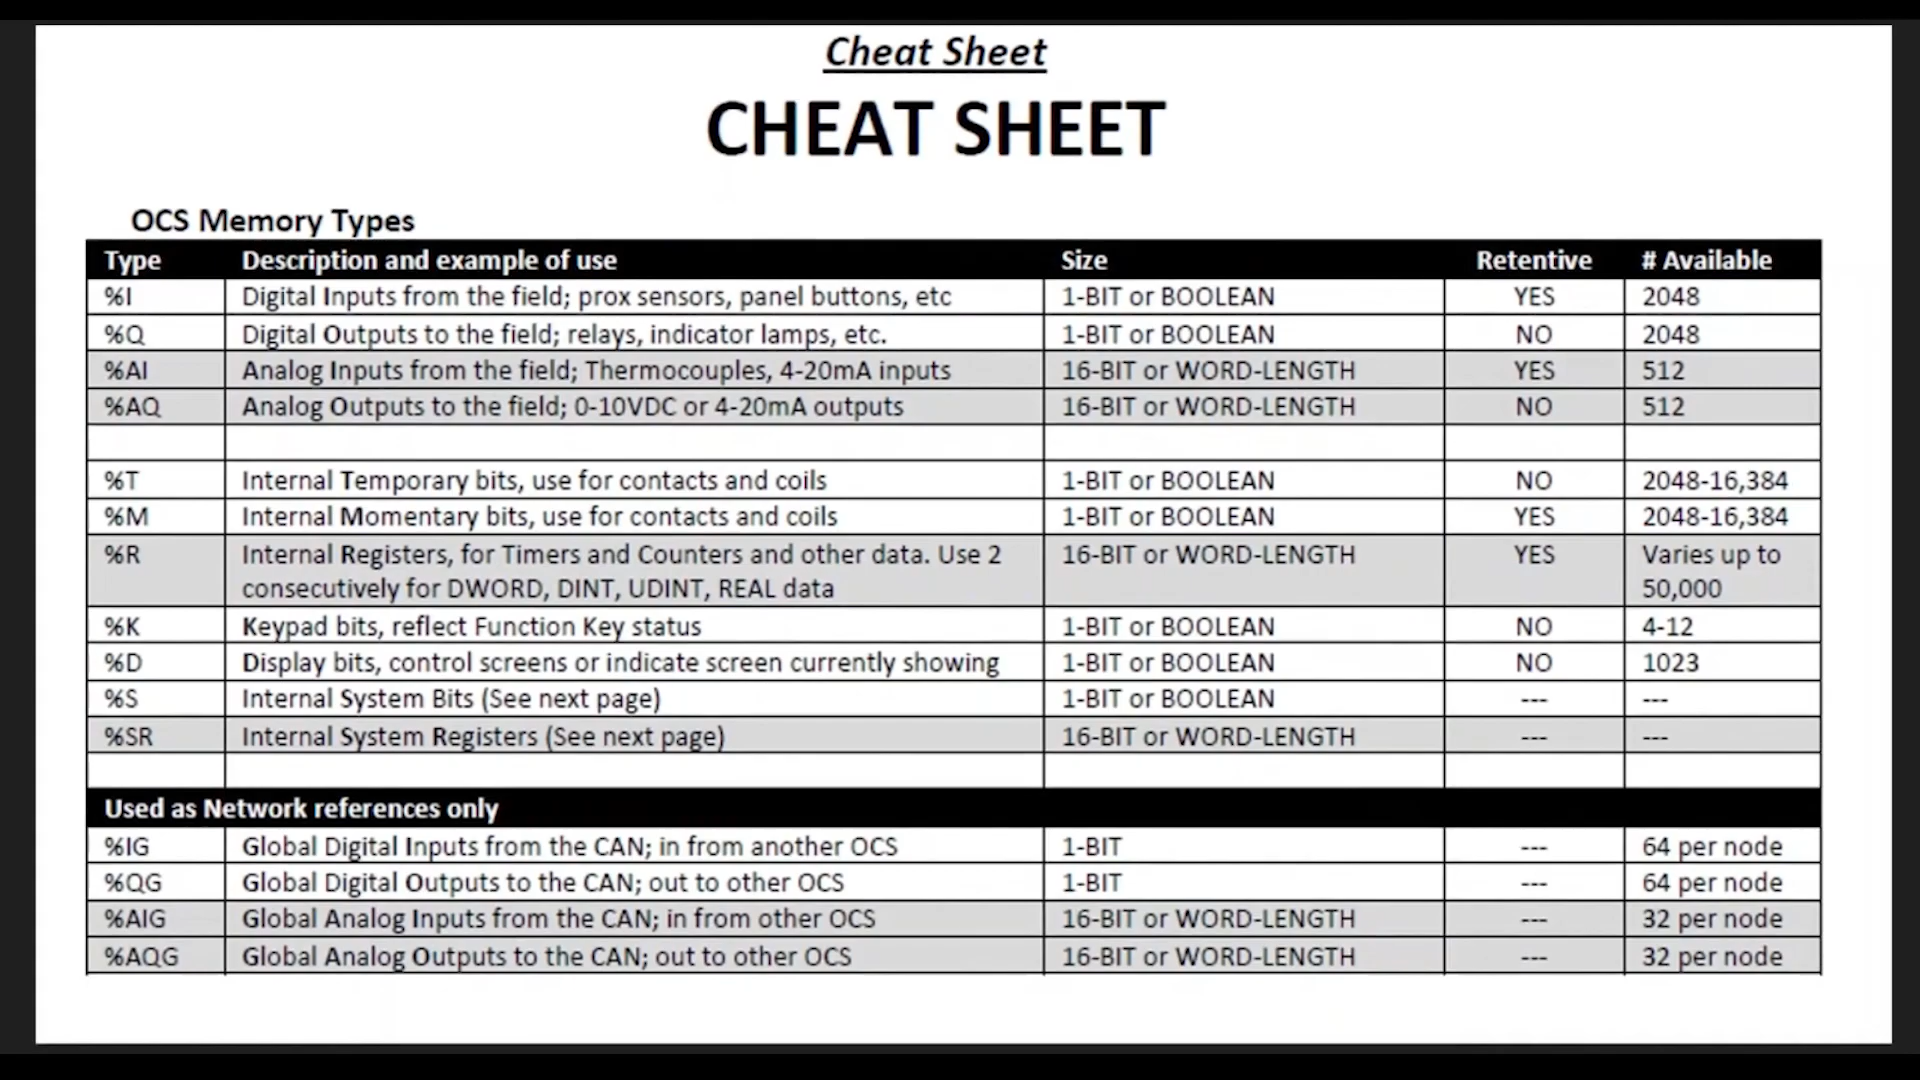 Cheat Sheet
CHEAT SHEET
OCS Memory Types
Type Description and example of use Size Retentive # Available
%I Digital Inputs from the field; prox sensors, panel buttons, etc 1-BIT or BOOLEAN YES 2048
%Q Digital Outputs to the field; relays, indicator lamps, etc. 1-BIT or BOOLEAN NO 2048
%AI Analog Inputs from the field; Thermocouples, 4-20mA inputs 16-BIT or WORD-LENGTH YES 512
%AQ Analog Outputs to the field; 0-10VDC or 4-20mA outputs 16-BIT or WORD-LENGTH NO 512
%T Internal Temporary bits, use for contacts and coils 1-BIT or BOOLEAN NO 2048-16,384
%M Internal Momentary bits, use for contacts and coils 1-BIT or BOOLEAN YES 2048-16,384
%R Internal Registers, for Timers and Counters and other data. Use 2 16-BIT or WORD-LENGTH YES Varies up to
consecutively for DWORD, DINT, UDINT, REAL data 50,000
%K Keypad bits, reflect Function Key status 1-BIT or BOOLEAN NO 4-12
%D Display bits, control screens or indicate screen currently showing 1-BIT or BOOLEAN NO 1023
%S Internal System Bits (See next page) 1-BIT or BOOLEAN --- ---
%SR Internal System Registers (See next page) 16-BIT or WORD-LENGTH --- ---
Used as Network references only
%IG Global Digital Inputs from the CAN; in from another OCS 1-BIT --- 64 per node
%QG Global Digital Outputs to the CAN; out to other OCS 1-BIT --- 64 per node
%AIG Global Analog Inputs from the CAN; in from other OCS 16-BIT or WORD-LENGTH --- 32 per node
%AQG Global Analog Outputs to the CAN; out to other OCS 16-BIT or WORD-LENGTH --- 32 per node